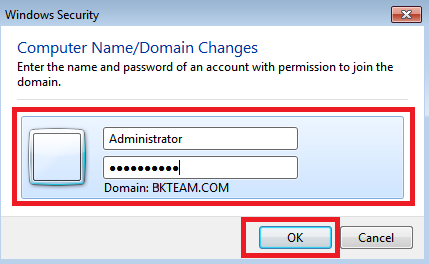 Windows Security
Computer Name/Domain Changes
Enter the name and password of an account with permission to join the
domain.
Administrator
●●●●●●●●●●
Domain: BKTEAM.COM
OK
Cancel